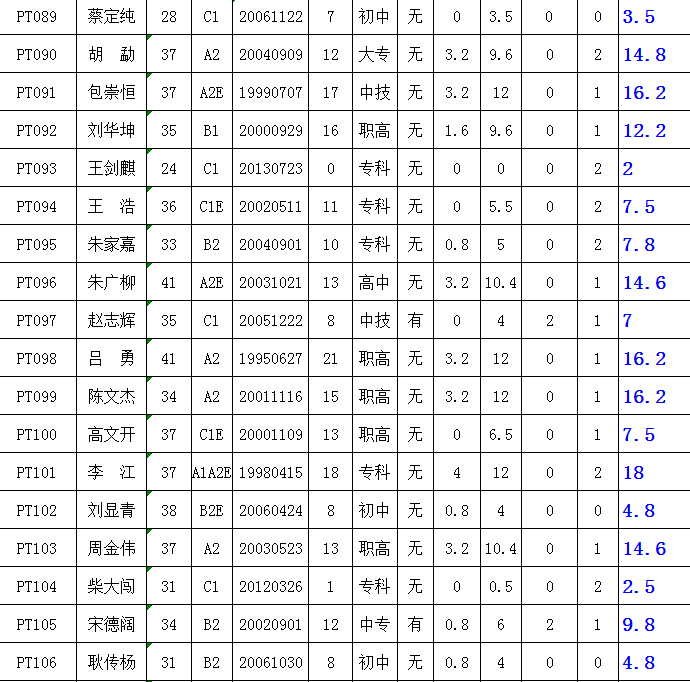 PT089 蔡定纯 28 C1 20061122 7 初中 无 0 3.5 0 0 3.5
PT090 胡 勐 37 A2 20040909 12 大专 无 3.2 9.6 0 2 14.8
PT091 包崇恒 37 A2E 19990707 17 中技 无 3.2 12 0 1 16.2
PT092 刘华坤 35 B1 20000929 16 职高 无 1.6 9.6 0 1 12.2
PT093 王剑麒 24 C1 20130723 0 专科 无 0 0 0 2 2
PT094 王 浩 36 C1E 20020511 11 专科 无 0 5.5 0 2 7.5
PT095 朱家嘉 33 B2 20040901 10 专科 无 0.8 5 0 2 7.8
PT096 朱广柳 41 A2E 20031021 13 高中 无 3.2 10.4 0 1 14.6
PT097 赵志辉 35 C1 20051222 8 中技 有 0 4 2 1 7
PT098 吕 勇 41 A2 19950627 21 职高 无 3.2 12 0 1 16.2
PT099 陈文杰 34 A2 20011116 15 职高 无 3.2 12 0 1 16.2
PT100 高文开 37 C1E 20001109 13 职高 无 0 6.5 0 1 7.5
PT101 李 江 37 A1A2E 19980415 18 专科 无 4 12 0 2 18
PT102 刘显青 38 B2E 20060424 8 初中 无 0.8 4 0 0 4.8
PT103 周金伟 37 A2 20030523 13 职高 无 3.2 10.4 0 1 14.6
PT104 柴大闯 31 C1 20120326 1 专科 无 0 0.5 0 2 2.5
PT105 宋德阔 34 B2 20020901 12 中专 有 0.8 6 2 1 9.8
PT106 耿传杨 31 B2 20061030 8 初中 无 0.8 4 0 0 4.8